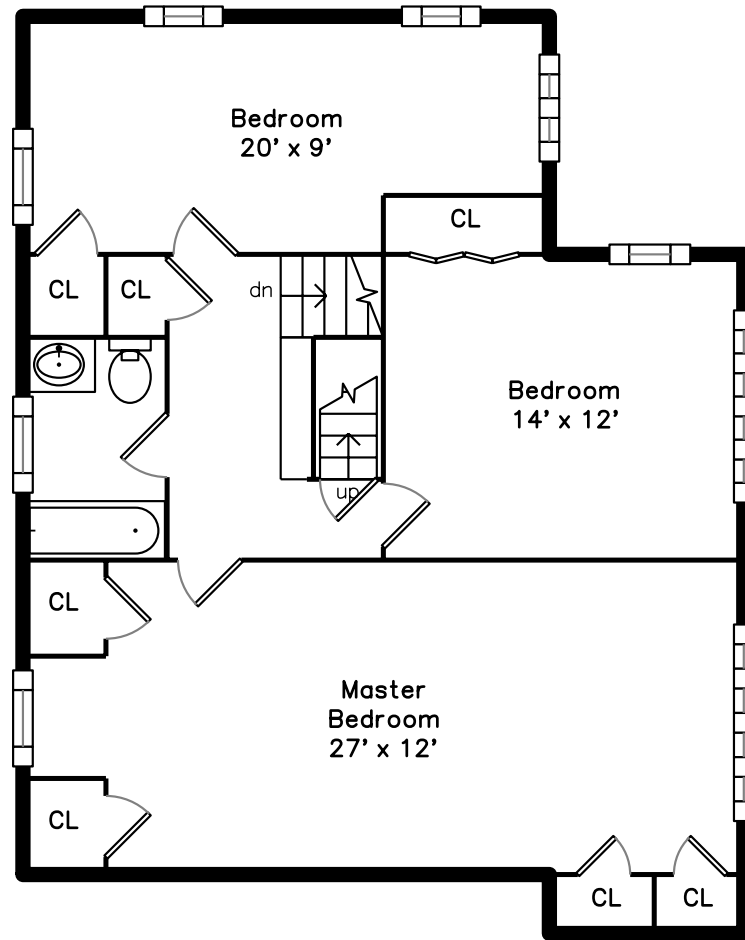 Bedroom
20' x 9'
CL
CL
CL
dn
Bedroom
14' x 12'
up
CL
Master
Bedroom
27' x 12'
CL
CL
CL